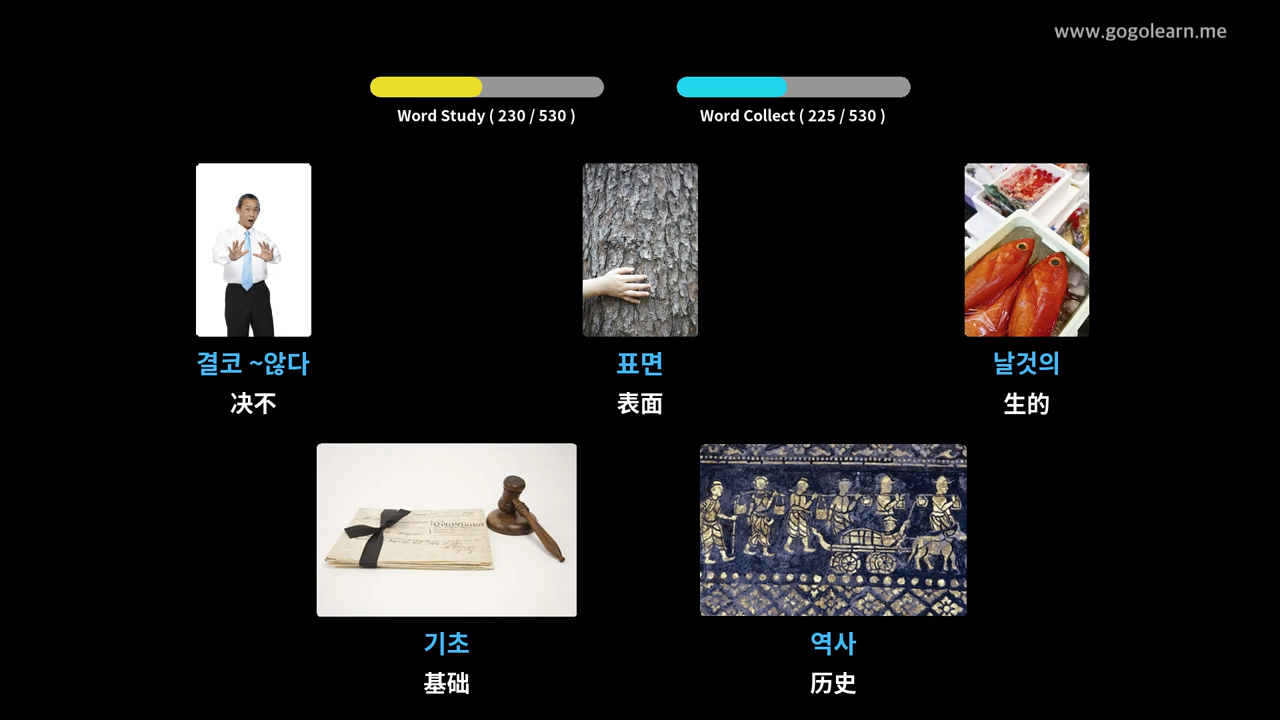 www.gogolearn.me
Word Study ( 230 / 530 )
Word Collect ( 225 / 530 )
결코 ~않다
决不
표면
表面
날것의
生的
기초
基础
역사
历史